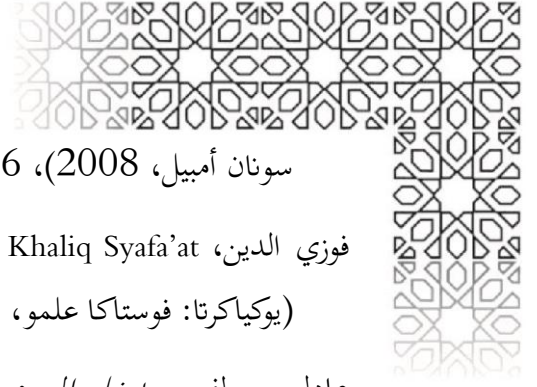 سونان أمبيل، 2008)، 6
فوزي الدين، Khaliq Syafa'at
(يوكياكرتا: فوستاكا علمو،